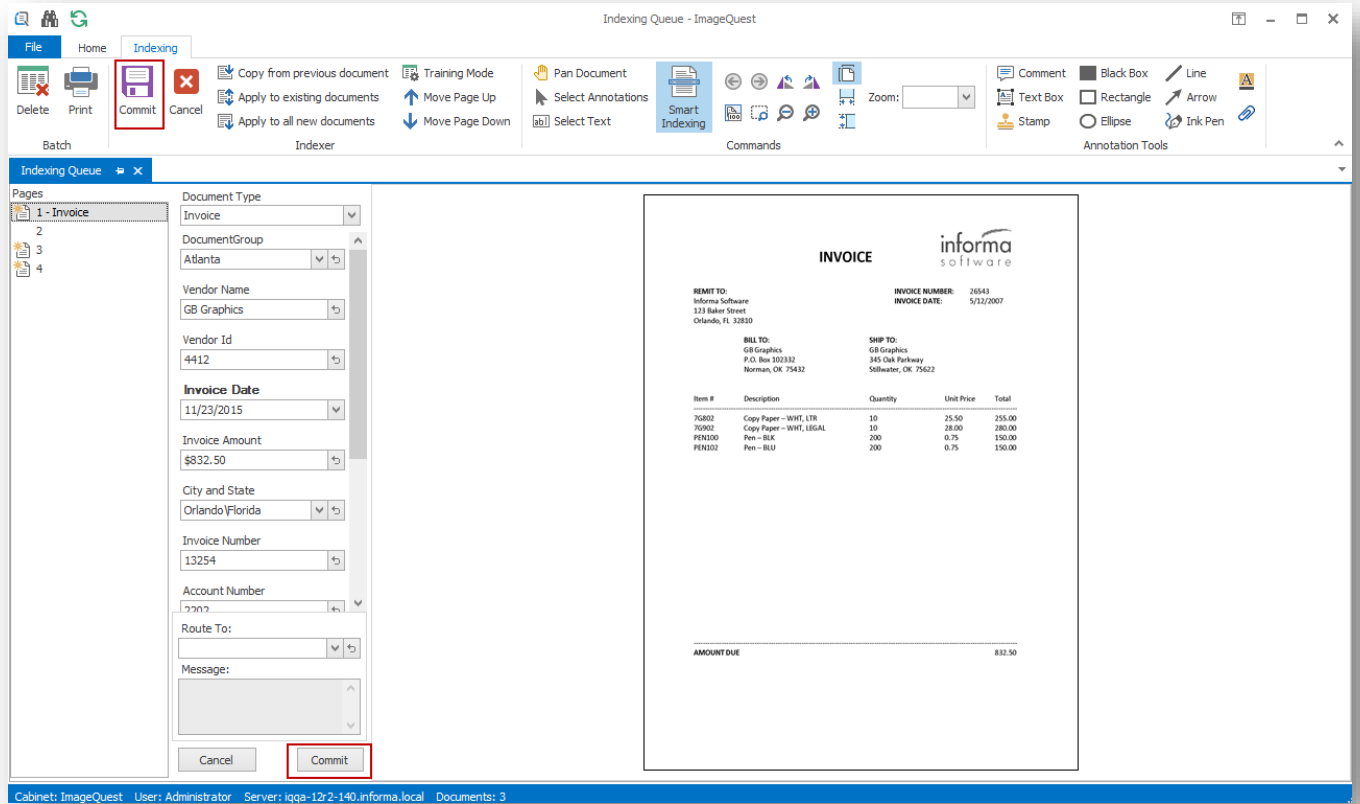 Indexing Queue - ImageQuest
File Home Indexing
Delete
Print
Commit
Cancel
Copy from previous document
Apply to existing documents
Apply to all new documents
Training Mode
Move Page Up
Move Page Down
Pan Document
Select Annotations
Select Text
Smart
Indexing
Zoom:
Comment
Text Box
Stamp
Black Box
Rectangle
Ellipse
Line
Arrow
Ink Pen
A
Batch
Indexer
Commands
Annotation Tools
Indexing Queue
Pages
1 - Invoice
2
3
4
Document Type
Invoice
DocumentGroup
Atlanta
Vendor Name
GB Graphics
Vendor Id
4412
Invoice Date
11/23/2015
Invoice Amount
$832.50
City and State
Orlando\Florida
Invoice Number
13254
Account Number
2202
Route To:
Message:
Cancel
Commit
informa
software
INVOICE
REMIT TO:
Informa Software
123 Baker Street
Orlando, FL 32810
INVOICE NUMBER: 26543
INVOICE DATE: 5/12/2007
BILL TO:
GB Graphics
P.O. Box 102332
Norman, OK 75432
SHIP TO:
GB Graphics
345 Oak Parkway
Stillwater, OK 75622
Item # Description Quantity Unit Price Total
7G802 Copy Paper – WHT, LTR 10 25.50 255.00
7G902 Copy Paper – WHT, LEGAL 10 28.00 280.00
PEN100 Pen – BLK 200 0.75 150.00
PEN102 Pen – BLU 200 0.75 150.00
AMOUNT DUE 832.50
Cabinet: ImageQuest User: Administrator Server: iqqa-12r2-140.informa.local Documents: 3